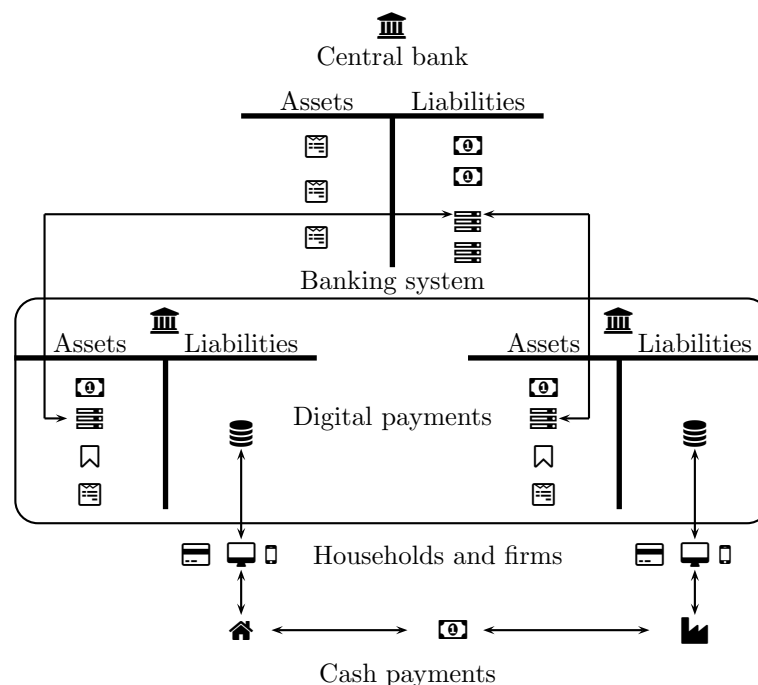 Central bank
Assets Liabilities
Banking system
Assets Liabilities Assets Liabilities
Digital payments
Households and firms
Cash payments